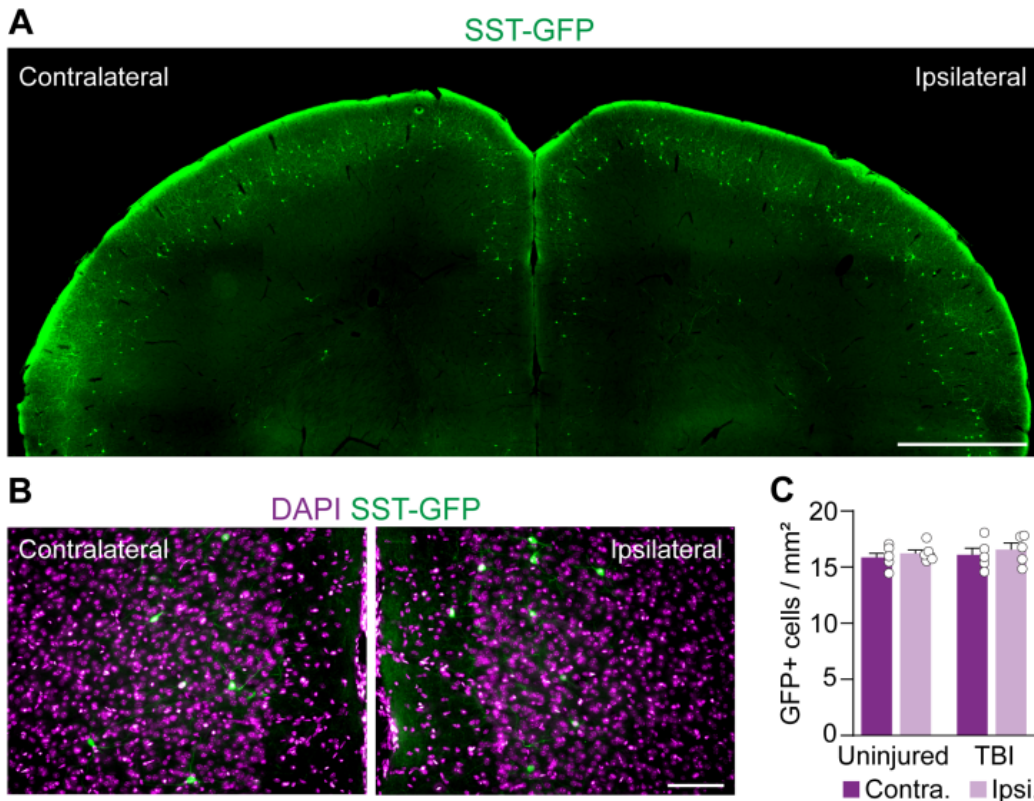 A
SST-GFP
Contralateral
Ipsilateral
B
DAPI SST-GFP
Contralateral
Ipsilateral
C
GFP+ cells / mm²
20
15
10
5
0
Uninjured TBI
Contra. Ipsi.